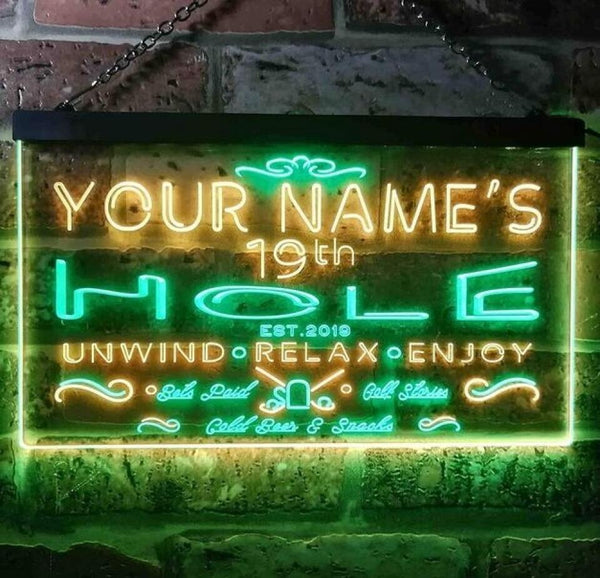 YOUR NAME'S
19th
HOLE
EST.2019
UNWIND • RELAX • ENJOY
Bets Paid Golf Stories
Cold Beer & Snacks